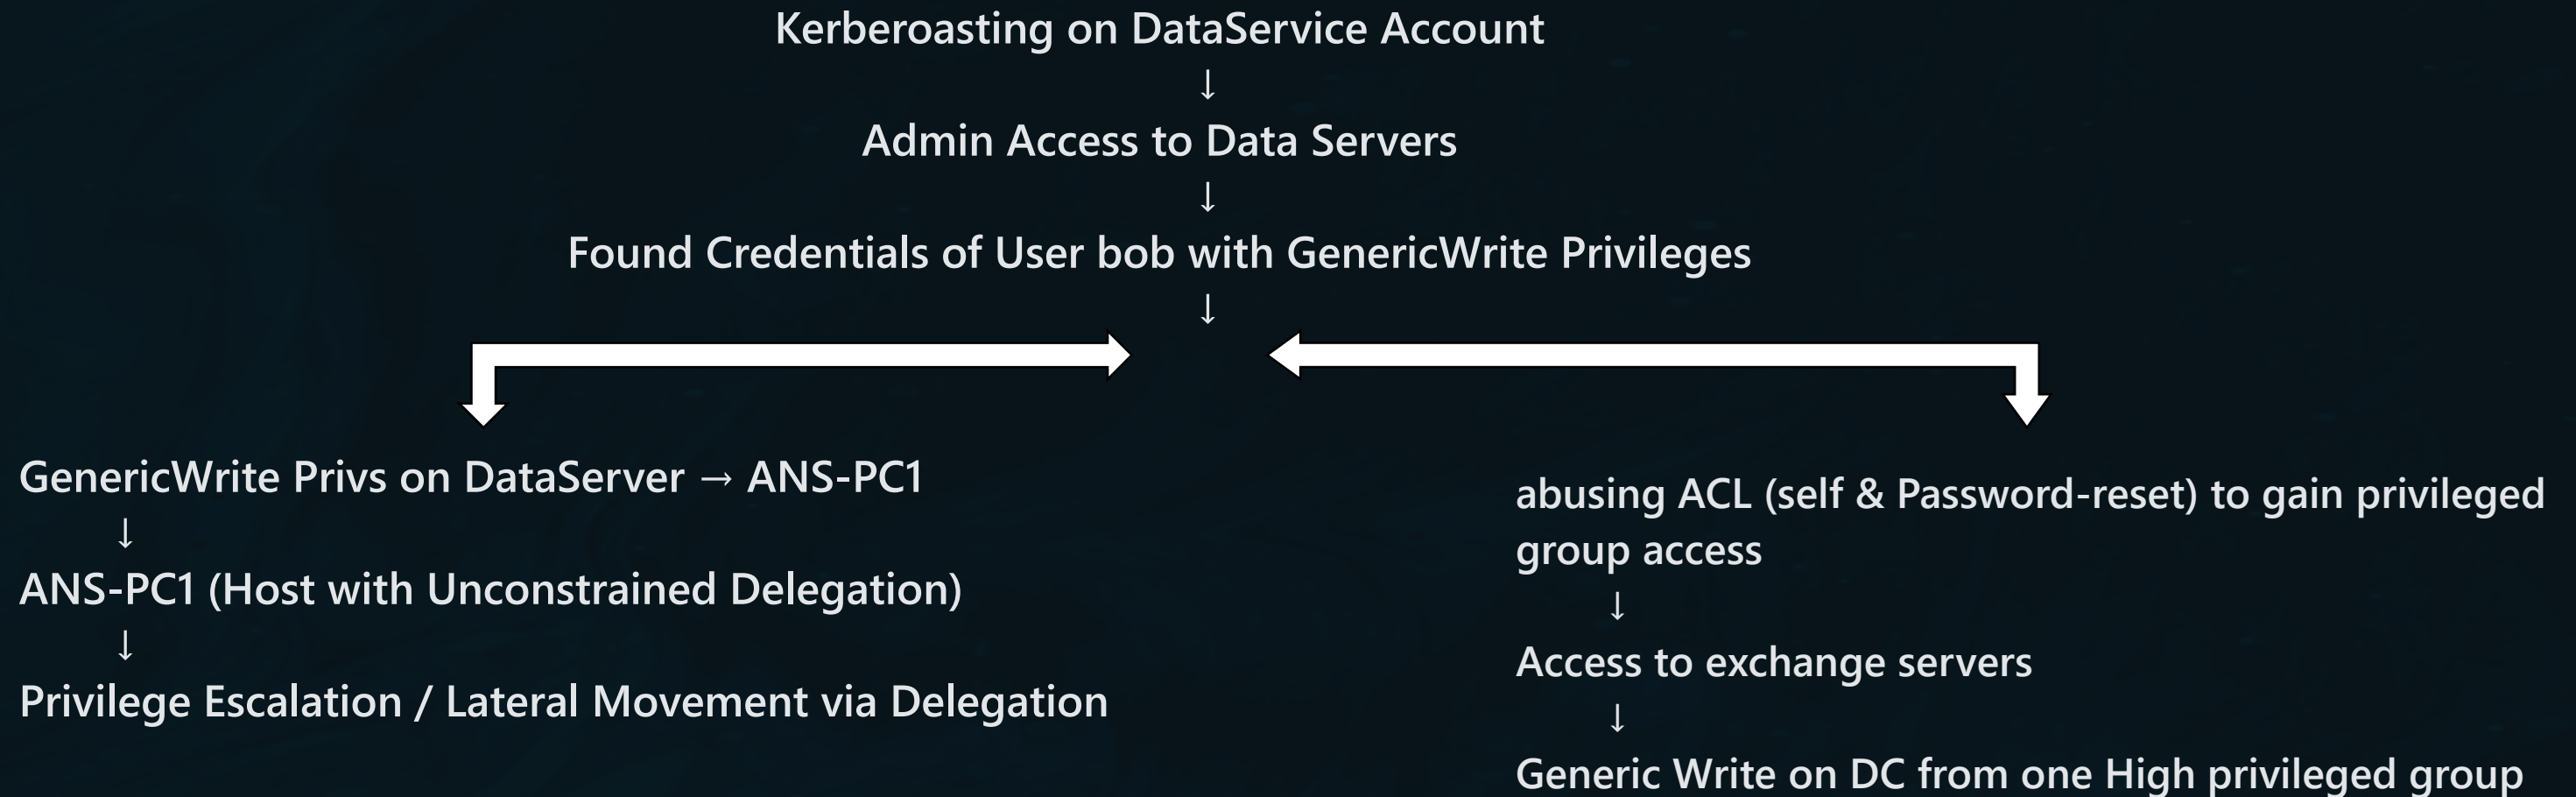 Kerberoasting on DataService Account
↓
Admin Access to Data Servers
↓
Found Credentials of User bob with GenericWrite Privileges
↓
GenericWrite Privs on DataServer → ANS-PC1
↓
ANS-PC1 (Host with Unconstrained Delegation)
↓
Privilege Escalation / Lateral Movement via Delegation
abusing ACL (self & Password-reset) to gain privileged
group access
↓
Access to exchange servers
↓
Generic Write on DC from one High privileged group